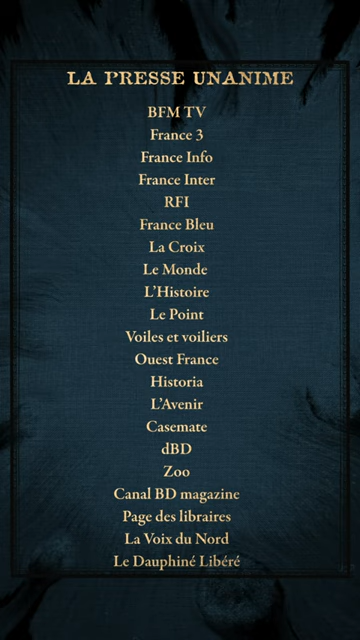 LA PRESSE UNANIME
BFM TV
France 3
France Info
France Inter
RFI
France Bleu
La Croix
Le Monde
L'Histoire
Le Point
Voiles et voiliers
Ouest France
Historia
L'Avenir
Casemate
dBD
Zoo
Canal BD magazine
Page des libraires
La Voix du Nord
Le Dauphiné Libéré